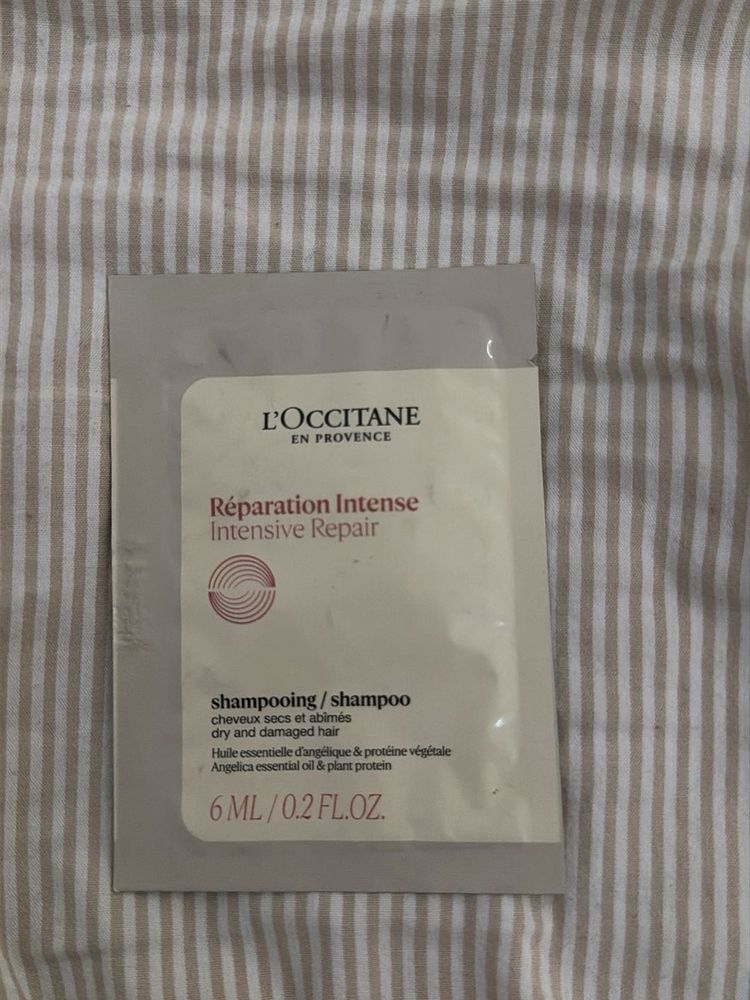 L'OCCITANE
EN PROVENCE
Réparation Intense
Intensive Repair
shampooing / shampoo
cheveux secs et abîmés
dry and damaged hair
Huile essentielle d'angélique & protéine végétale
Angelica essential oil & plant protein
6 ML / 0.2 FL.OZ.